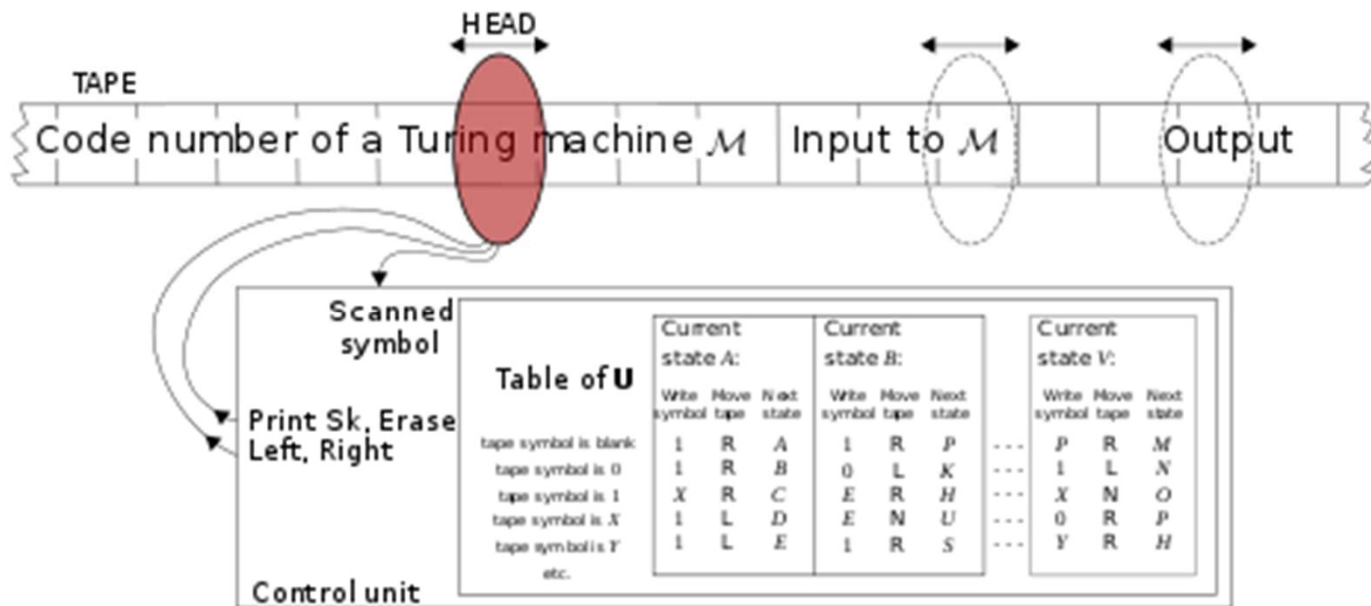 HEAD
TAPE
Code number of a Turing machine ℳ Input to ℳ Output
Scanned
symbol
Print Sk, Erase
Left, Right
Control unit
Table of U
Current Current Current
state A: state B: state V:
Write Move Next Write Move Next Write Move Next
symbol tape state symbol tape state symbol tape state
tape symbol is blank 1 R A 1 R P ---- P R M
tape symbol is 0 1 R B 0 L K ---- 1 L N
tape symbol is 1 X R C E R H ---- X N O
tape symbol is X 1 L D E N U ---- 0 R P
tape symbol is Y 1 L E 1 R S ---- Y R H
etc.